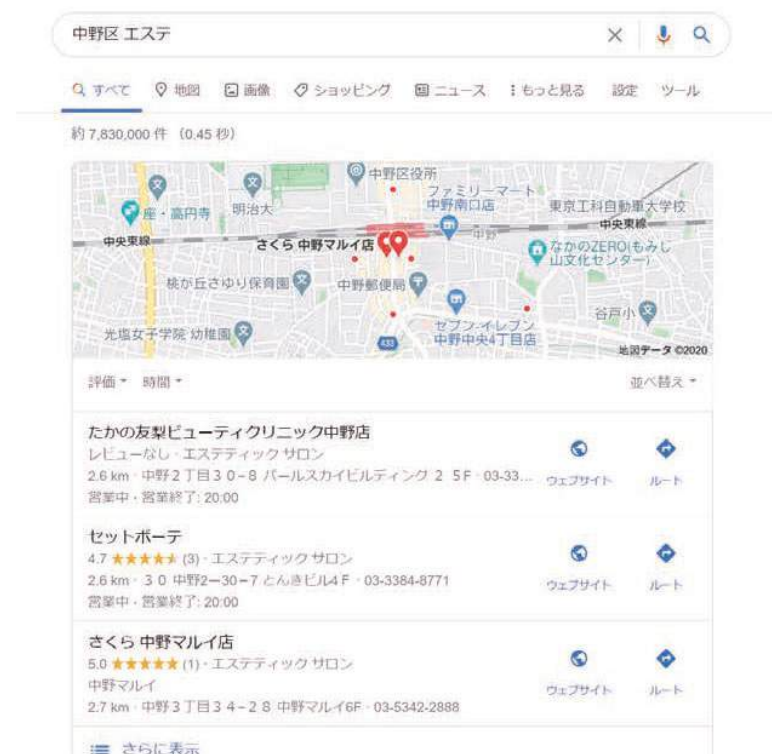 中野区 エステ
すべて 地図 画像 ショッピング ニュース もっと見る 設定 ツール
約 7,830,000 件 （0.45 秒）
中野区役所
ファミリーマート
中野南口店
座・高円寺
明治大
東京工科自動車大学校
中央東線
中央東線
さくら 中野マルイ店
中野
なかのZERO(もみじ
山文化センター)
桃が丘さゆり保育園
中野郵便局
谷戸小
光塩女子学院 幼稚園
セブン-イレブン
中野中央4丁目店
433
地図データ ©2020
評価 時間 並べ替え
たかの友梨ビューティクリニック中野店
レビューなし · エステティック サロン
2.6 km · 中野２丁目３０−８ パールスカイビルディング ２ ５F · 03-33...
営業中 · 営業終了: 20:00
ウェブサイト ルート
セットボーテ
4.7 ★★★★★ (3) · エステティック サロン
2.6 km · ３０ 中野2ー30−7 とんきビル4Ｆ · 03-3384-8771
営業中 · 営業終了: 20:00
ウェブサイト ルート
さくら 中野マルイ店
5.0 ★★★★★ (1) · エステティック サロン
中野マルイ
2.7 km · 中野３丁目３４−２８ 中野マルイ6F · 03-5342-2888
ウェブサイト ルート
さらに表示